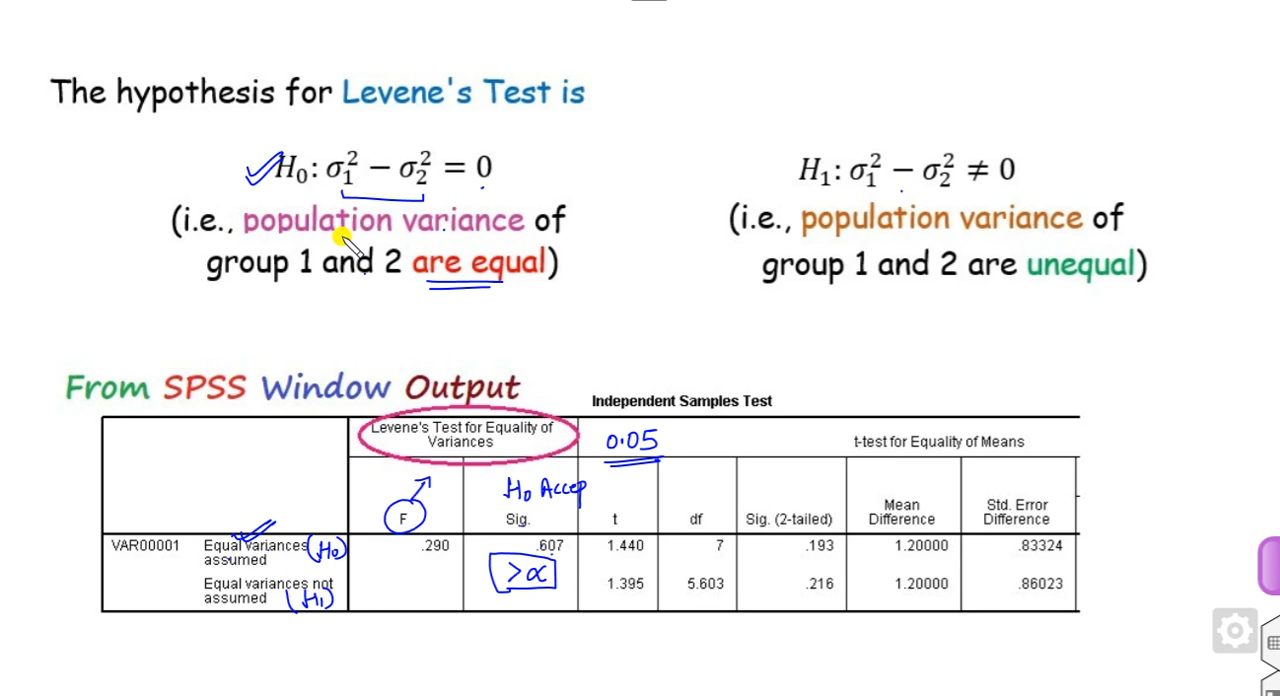 The hypothesis for Levene's Test is
H₀: σ₁² − σ₂² = 0
(i.e., population variance of
group 1 and 2 are equal)
H₁: σ₁² − σ₂² ≠ 0
(i.e., population variance of
group 1 and 2 are unequal)
From SPSS Window Output
Independent Samples Test
Levene's Test for Equality of
Variances
0.05
t-test for Equality of Means
H₀ Accep
F
Sig.
t
df
Sig. (2-tailed)
Mean
Difference
Std. Error
Difference
VAR00001 Equal variances assumed (H₀) .290 .607 1.440 7 .193 1.20000 .83324
>α
Equal variances not assumed (H₁) 1.395 5.603 .216 1.20000 .86023